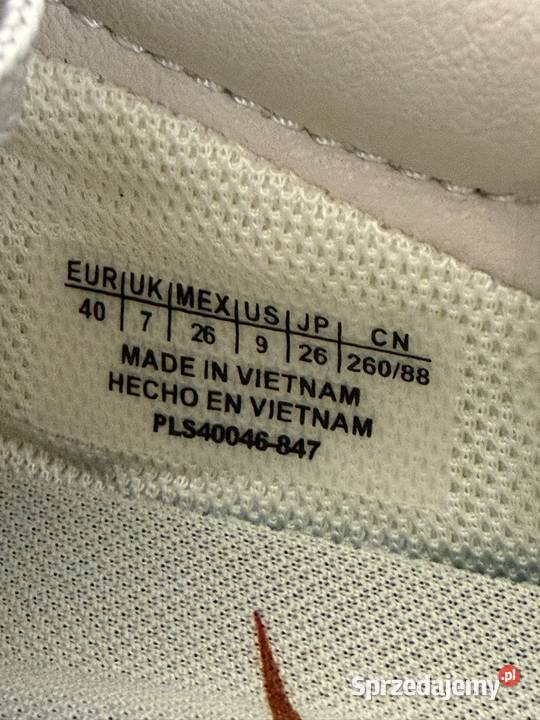 EUR|UK|MEX|US|JP| CN
40 | 7 | 26 | 9 | 26 |260/88
MADE IN VIETNAM
HECHO EN VIETNAM
PLS40046-847
Sprzedajemy.pl